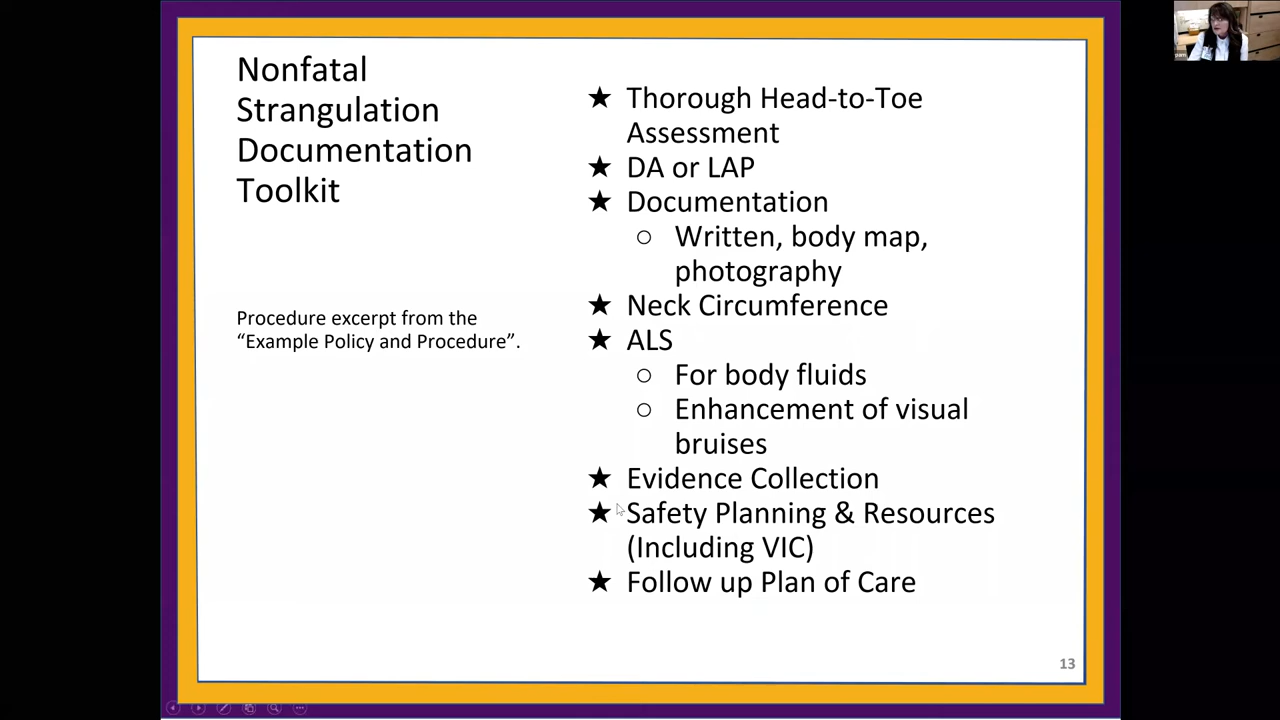 Nonfatal
Strangulation
Documentation
Toolkit
Procedure excerpt from the
“Example Policy and Procedure”.
★ Thorough Head-to-Toe
Assessment
★ DA or LAP
★ Documentation
○ Written, body map,
photography
★ Neck Circumference
★ ALS
○ For body fluids
○ Enhancement of visual
bruises
★ Evidence Collection
★ Safety Planning & Resources
(Including VIC)
★ Follow up Plan of Care
13